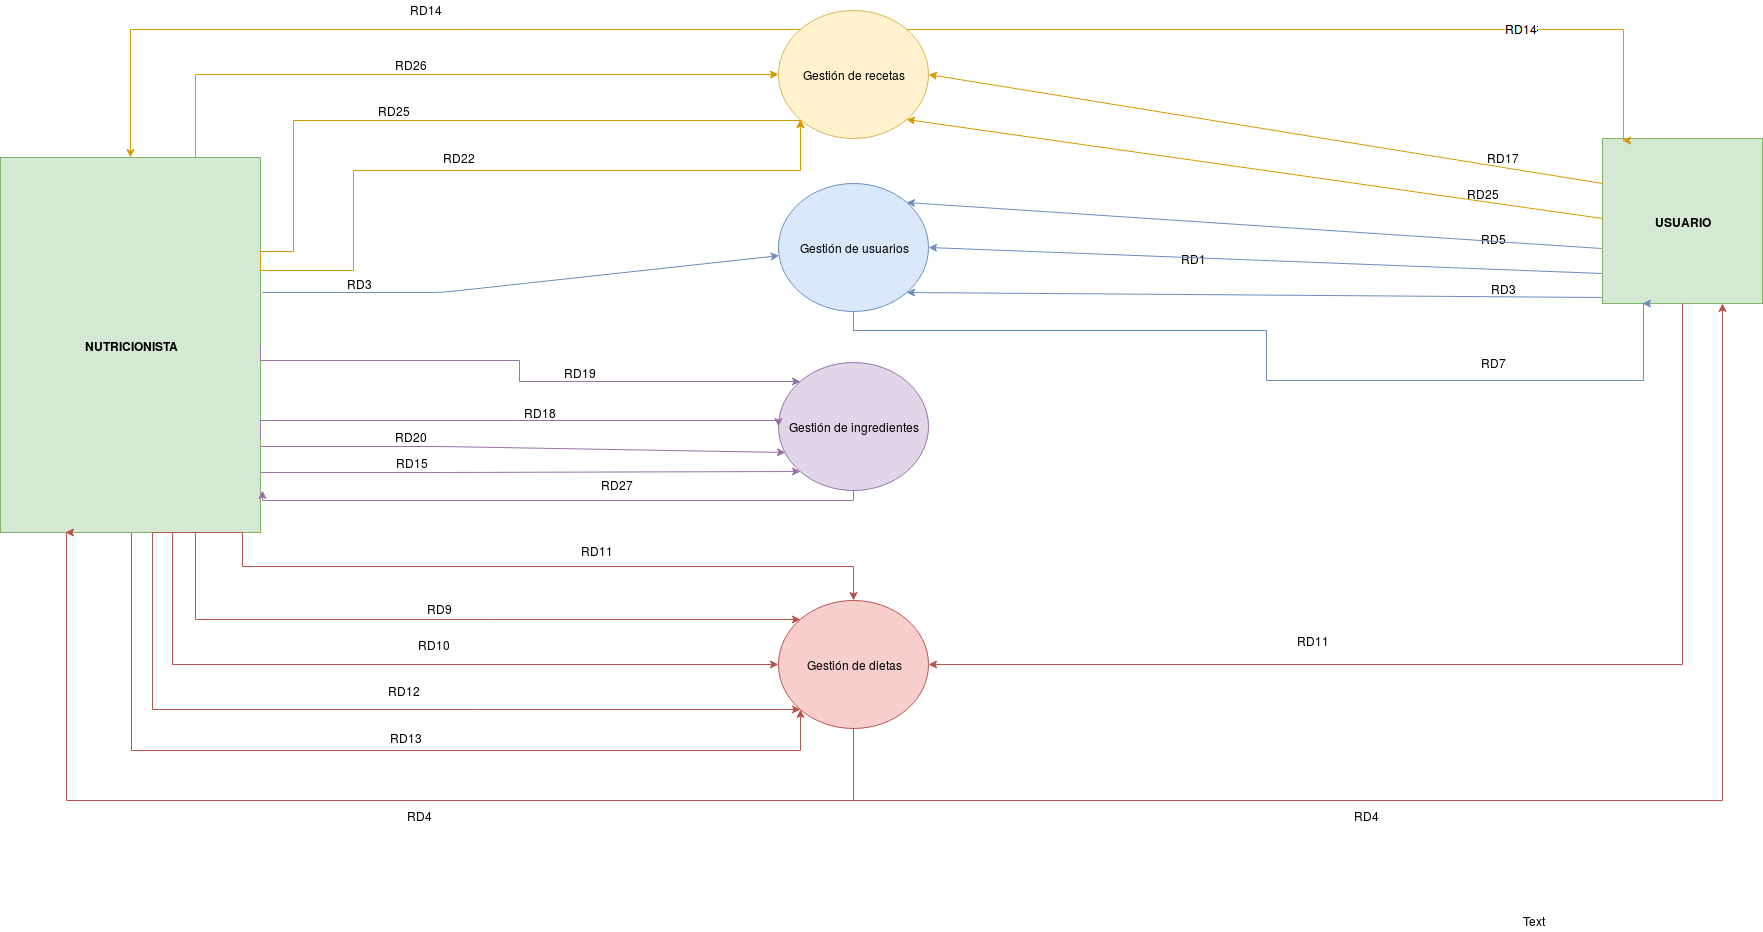 RD14
RD14
RD26
Gestión de recetas
RD25
RD22
RD17
RD25
USUARIO
RD5
Gestión de usuarios
RD1
RD3
RD3
NUTRICIONISTA
RD7
RD19
RD18
Gestión de ingredientes
RD20
RD15
RD27
RD11
RD9
RD10
RD11
Gestión de dietas
RD12
RD13
RD4
RD4
Text